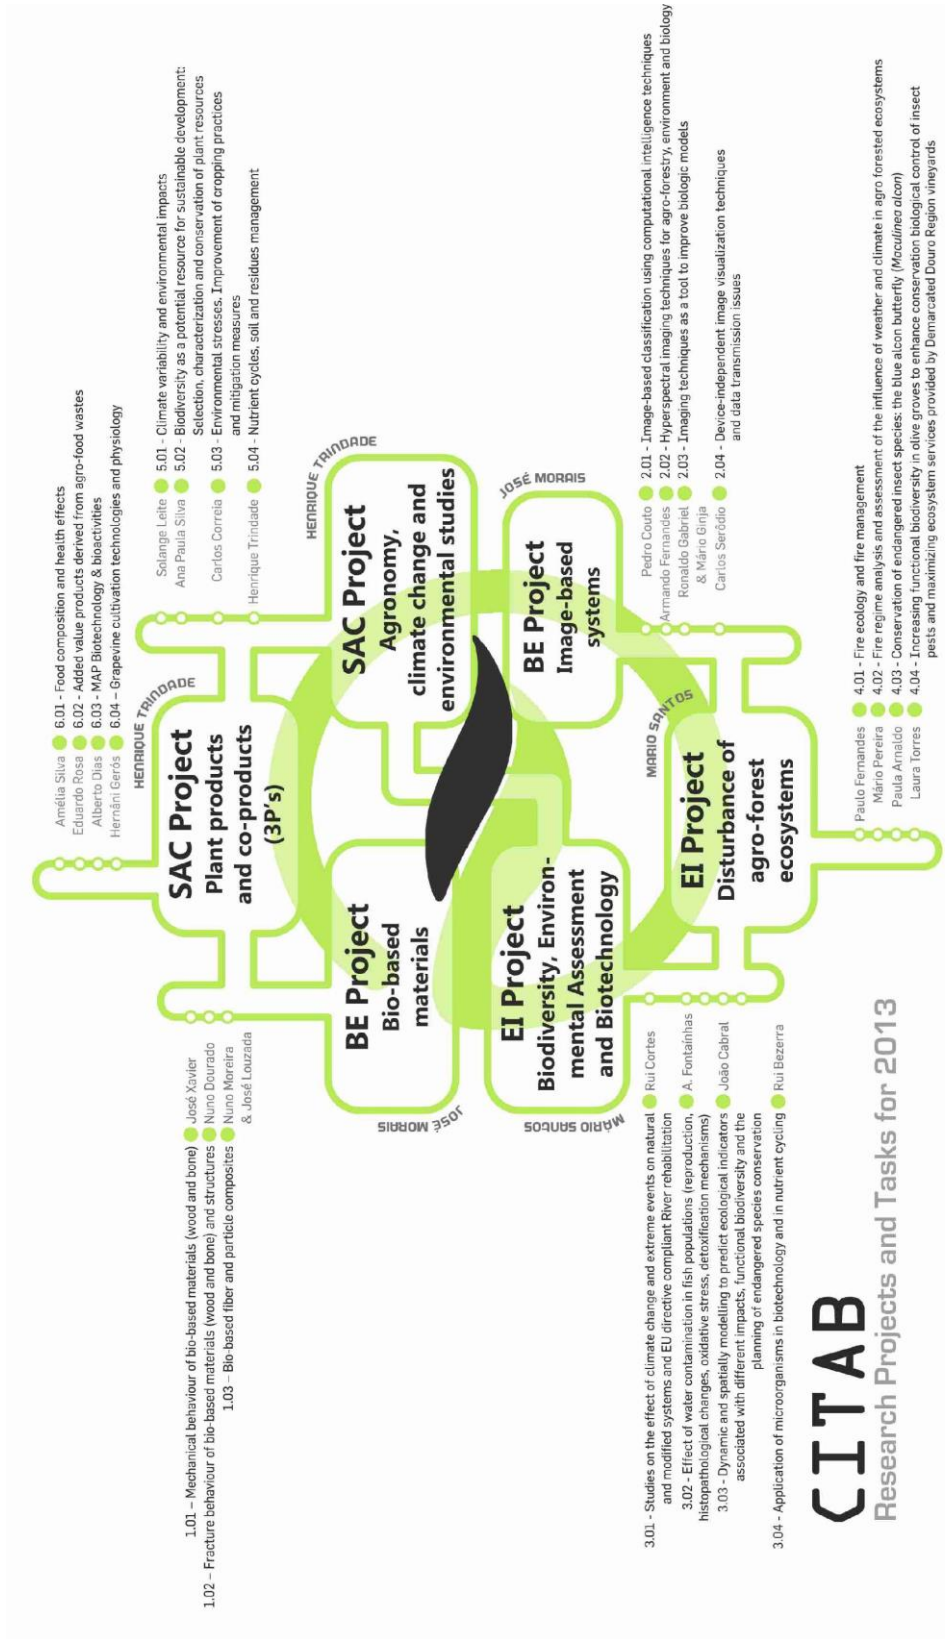 Amélia Silva 6.01 - Food composition and health effects
Eduardo Rosa 6.02 - Added value products derived from agro-food wastes
Alberto Dias 6.03 - MAP Biotechnology & bioactivities
Hernâni Gerós 6.04 – Grapevine cultivation technologies and physiology
HENRIQUE TRINDADE
SAC Project
Plant products
and co-products
(3P's)
Solange Leite 5.01 - Climate variability and environmental impacts
Ana Paula Silva 5.02 - Biodiversity as a potential resource for sustainable development:
Selection, characterization and conservation of plant resources
Carlos Correia 5.03 - Environmental stresses. Improvement of cropping practices
and mitigation measures
Henrique Trindade 5.04 - Nutrient cycles, soil and residues management
HENRIQUE TRINDADE
SAC Project
Agronomy,
climate change and
environmental studies
1.01 – Mechanical behaviour of bio-based materials (wood and bone) José Xavier
1.02 – Fracture behaviour of bio-based materials (wood and bone) and structures Nuno Dourado
1.03 – Bio-based fiber and particle composites Nuno Moreira
& José Louzada
BE Project
Bio-based
materials
JOSÉ MORAIS
JOSÉ MORAIS
BE Project
Image-based
systems
Pedro Couto 2.01 - Image-based classification using computational intelligence techniques
Armando Fernandes 2.02 - Hyperspectral imaging techniques for agro-forestry, environment and biology
Ronaldo Gabriel 2.03 - Imaging techniques as a tool to improve biologic models
& Mário Ginja
Carlos Serôdio 2.04 - Device-independent image visualization techniques
and data transmission issues
EI Project
Biodiversity, Environ-
mental Assessment
and Biotechnology
MÁRIO SANTOS
3.01 - Studies on the effect of climate change and extreme events on natural Rui Cortes
and modified systems and EU directive compliant River rehabilitation
3.02 - Effect of water contamination in fish populations (reproduction, A. Fontaínhas
histopathological changes, oxidative stress, detoxification mechanisms)
3.03 - Dynamic and spatially modelling to predict ecological indicators João Cabral
associated with different impacts, functional biodiversity and the
planning of endangered species conservation
3.04 - Application of microorganisms in biotechnology and in nutrient cycling Rui Bezerra
MARIO SANTOS
EI Project
Disturbance of
agro-forest
ecosystems
Paulo Fernandes 4.01 - Fire ecology and fire management
Mário Pereira 4.02 - Fire regime analysis and assessment of the influence of weather and climate in agro forested ecosystems
Paula Arnaldo 4.03 - Conservation of endangered insect species: the blue alcon butterfly (Maculinea alcon)
Laura Torres 4.04 - Increasing functional biodiversity in olive groves to enhance conservation biological control of insect
pests and maximizing ecosystem services provided by Demarcated Douro Region vineyards
CITAB
Research Projects and Tasks for 2013